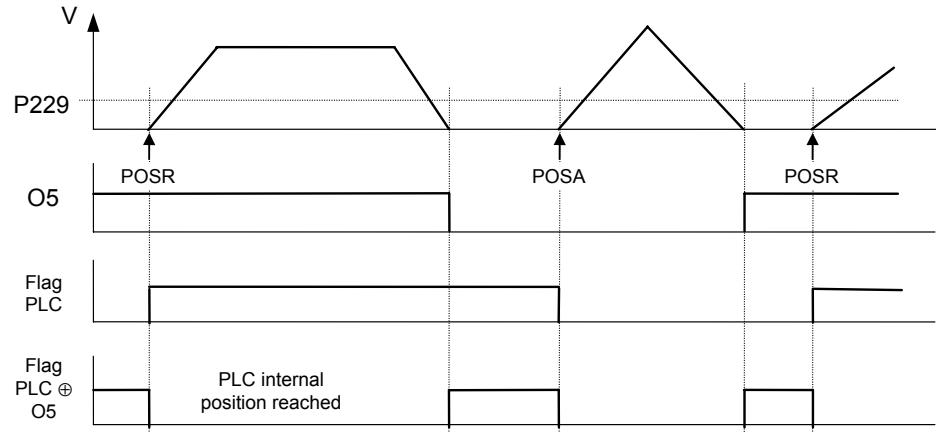 V
P229
POSR
POSA
POSR
O5
Flag
PLC
Flag
PLC ⊕
O5
PLC internal
position reached